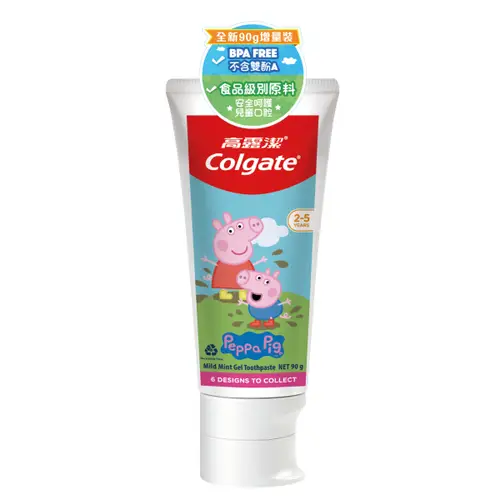 全新90g增量裝
BPA FREE
不含雙酚A
食品級別原料
安全呵護
兒童口腔
高露潔®
Colgate®
2-5
YEARS
Peppa Pig
Mild Mint Gel Toothpaste NET 90 g
6 DESIGNS TO COLLECT